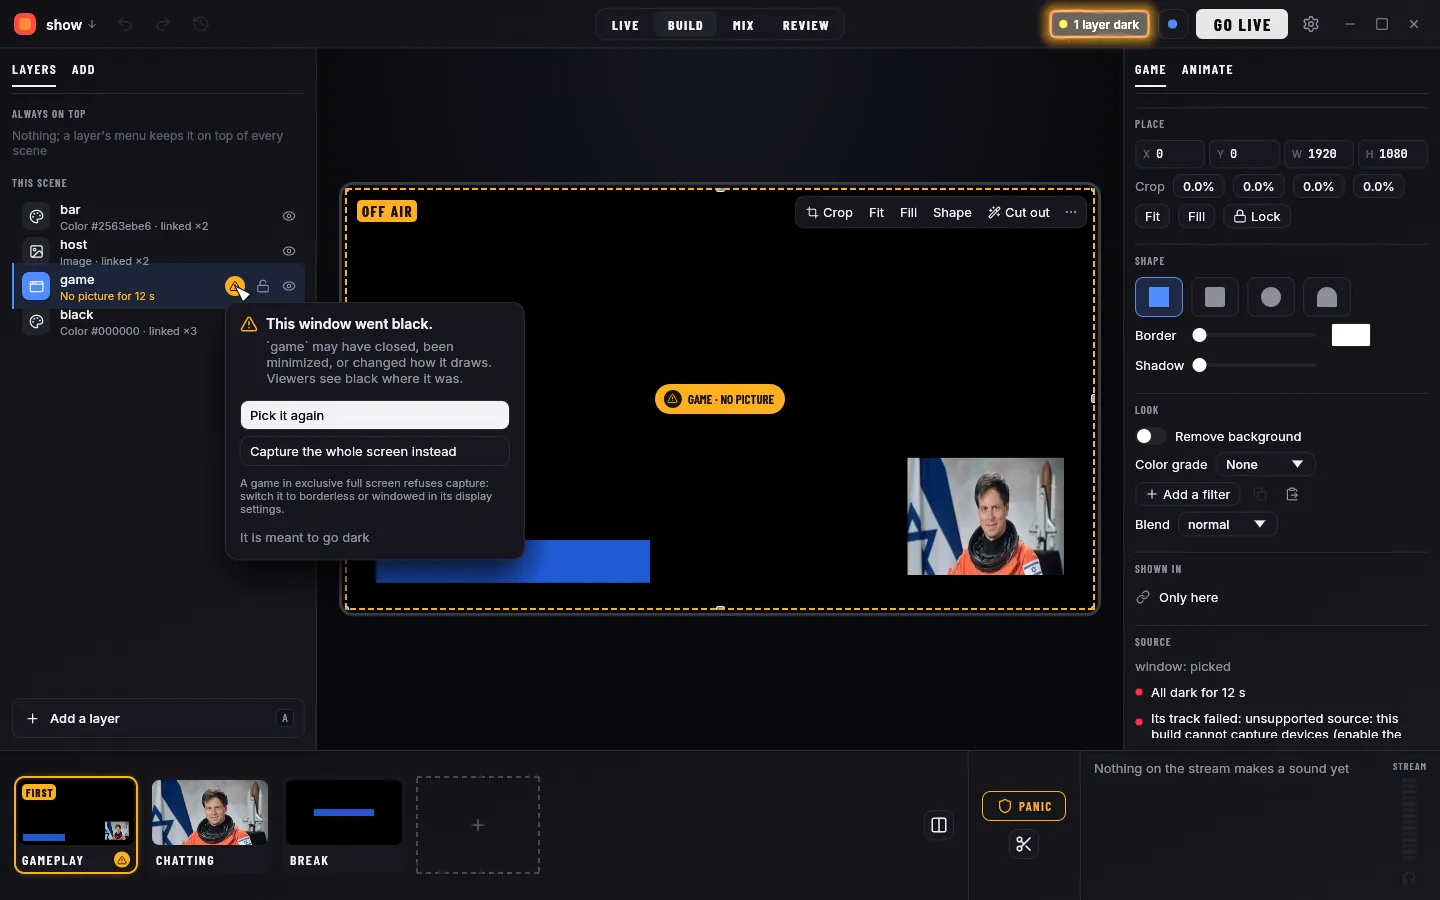 show
LIVE
BUILD
MIX
REVIEW
1 layer dark
GO LIVE
LAYERS
ADD
ALWAYS ON TOP
Nothing; a layer's menu keeps it on top of every
scene
THIS SCENE
bar
Color #2563ebe6 · linked ×2
host
Image · linked ×2
game
No picture for 12 s
black
Color #000000 · linked ×3
This window went black.
`game` may have closed, been
minimized, or changed how it draws.
Viewers see black where it was.
Pick it again
Capture the whole screen instead
A game in exclusive full screen refuses capture:
switch it to borderless or windowed in its display
settings.
It is meant to go dark
Add a layer
A
OFF AIR
Crop
Fit
Fill
Shape
Cut out
GAME · NO PICTURE
GAME
ANIMATE
PLACE
X 0
Y 0
W 1920
H 1080
Crop
0.0%
0.0%
0.0%
0.0%
Fit
Fill
Lock
SHAPE
Border
Shadow
LOOK
Remove background
Color grade
None
Add a filter
Blend
normal
SHOWN IN
Only here
SOURCE
window: picked
All dark for 12 s
Its track failed: unsupported source: this
build cannot capture devices (enable the
FIRST
GAMEPLAY
CHATTING
BREAK
PANIC
Nothing on the stream makes a sound yet
STREAM